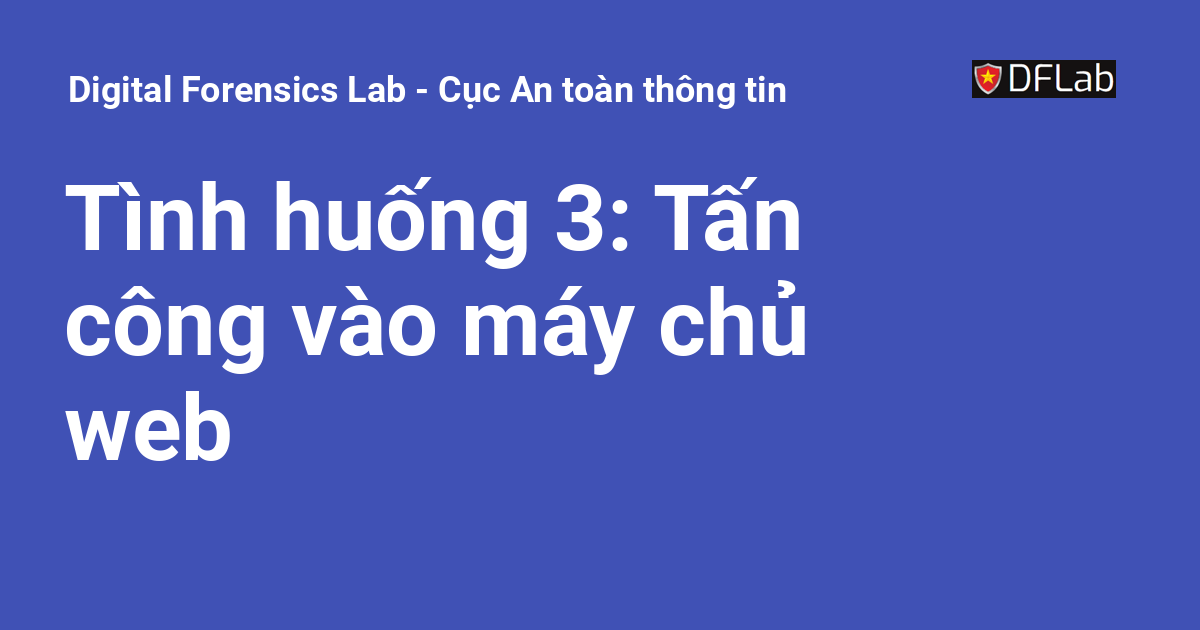 Digital Forensics Lab - Cục An toàn thông tin
DFLab
Tình huống 3: Tấn
công vào máy chủ
web